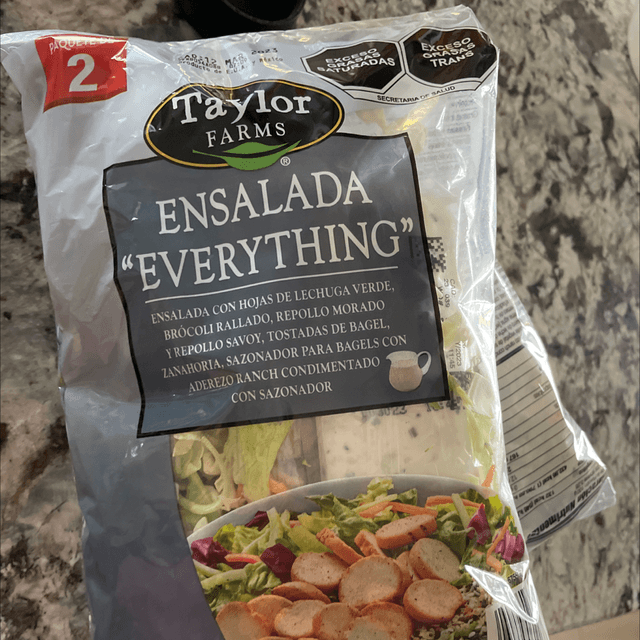 PAQUETE DE
2
MAR 2023
EXCESO
GRASAS
SATURADAS
EXCESO
GRASAS
TRANS
SECRETARÍA DE SALUD
Taylor
FARMS
®
ENSALADA
“EVERYTHING”
ENSALADA CON HOJAS DE LECHUGA VERDE,
BRÓCOLI RALLADO, REPOLLO MORADO
Y REPOLLO SAVOY, TOSTADAS DE BAGEL,
ZANAHORIA, SAZONADOR PARA BAGELS CON
ADEREZO RANCH CONDIMENTADO
CON SAZONADOR